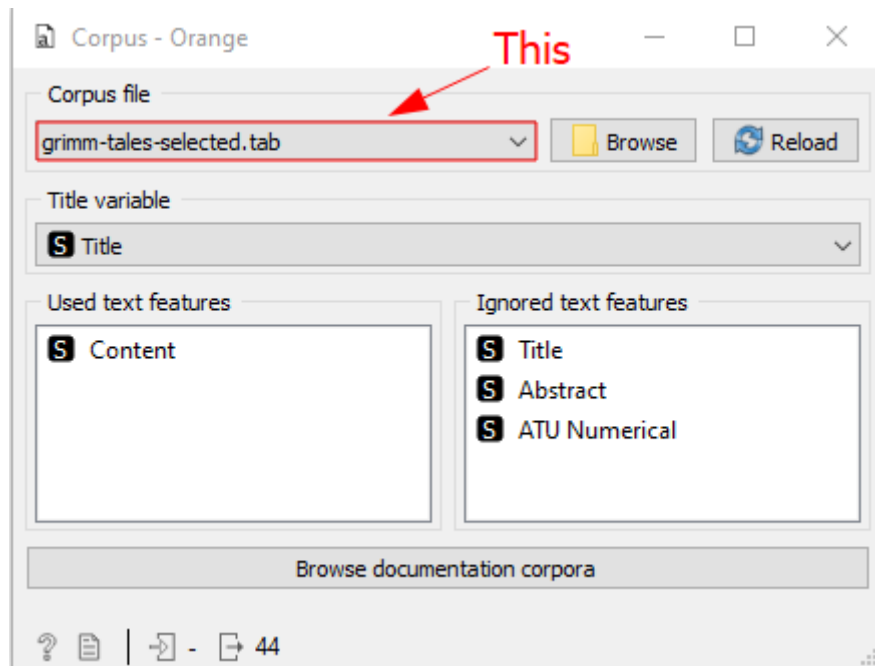 Corpus - Orange
This
Corpus file
grimm-tales-selected.tab
Browse
Reload
Title variable
S Title
Used text features
S Content
Ignored text features
S Title
S Abstract
S ATU Numerical
Browse documentation corpora
? - 44